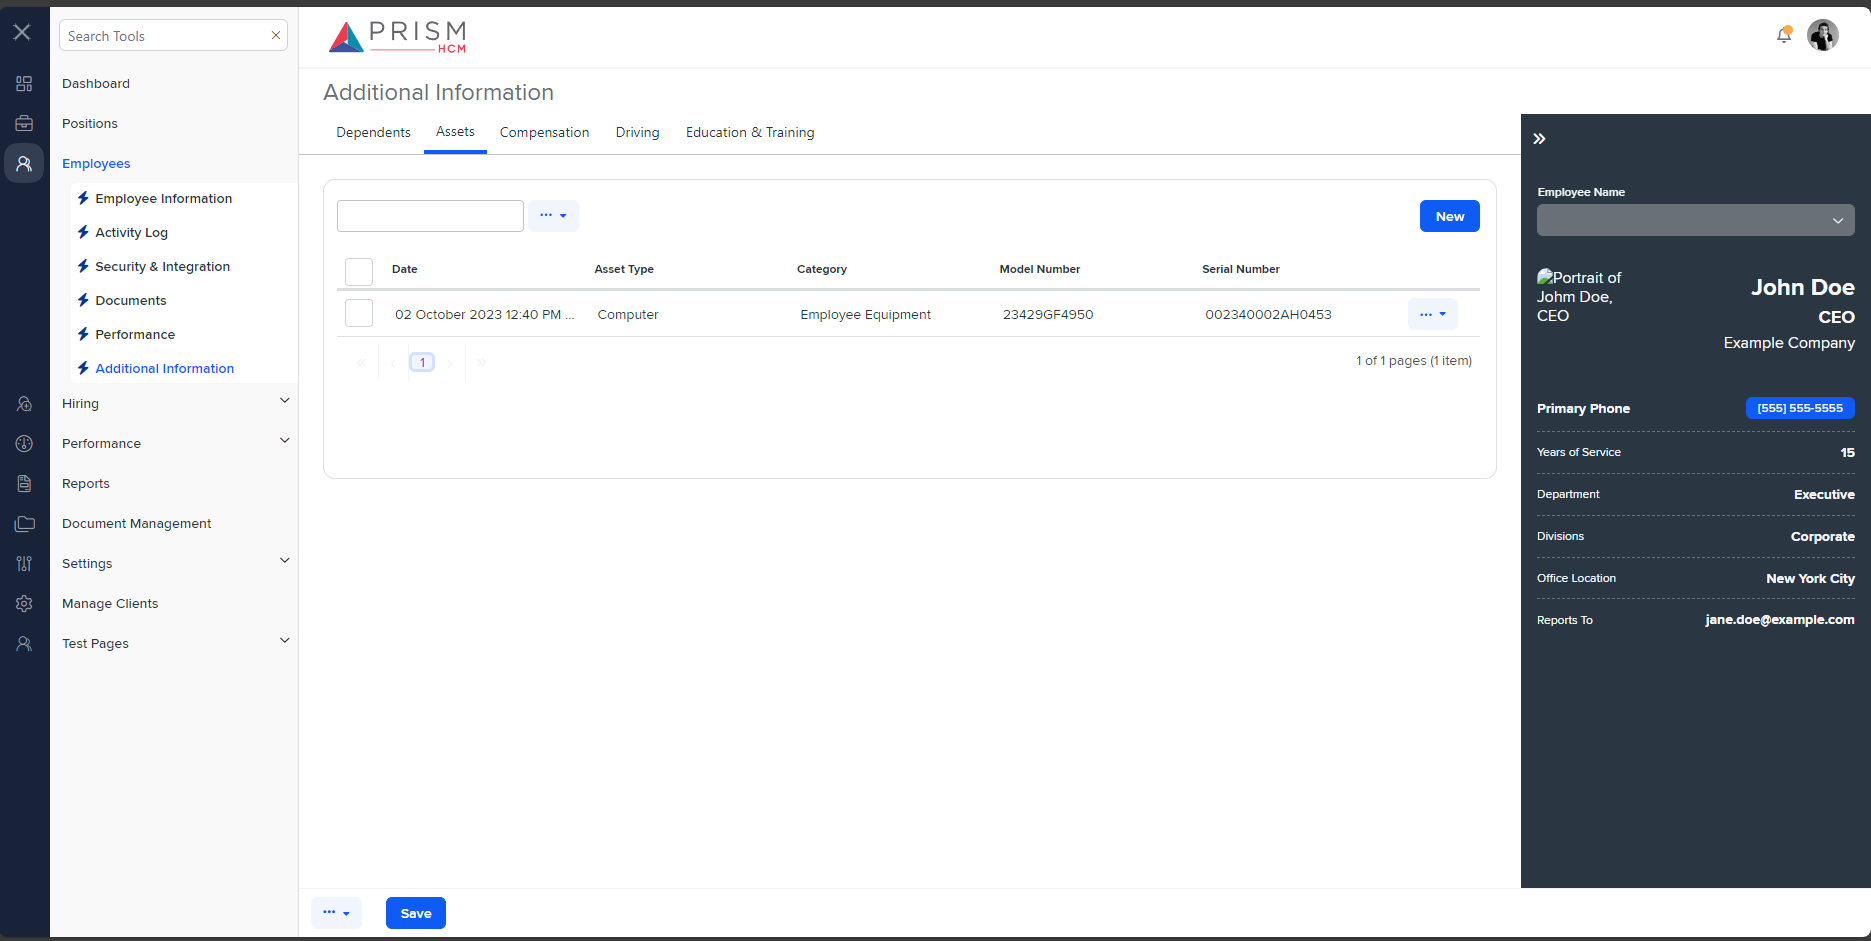 Search Tools
Dashboard
Positions
Employees
Employee Information
Activity Log
Security & Integration
Documents
Performance
Additional Information
Hiring
Performance
Reports
Document Management
Settings
Manage Clients
Test Pages
PRISM
HCM
Additional Information
Dependents Assets Compensation Driving Education & Training
New
Date Asset Type Category Model Number Serial Number
02 October 2023 12:40 PM ... Computer Employee Equipment 23429GF4950 002340002AH0453
1
1 of 1 pages (1 item)
Save
Employee Name
Portrait of
Johm Doe,
CEO
John Doe
CEO
Example Company
Primary Phone [555] 555-5555
Years of Service 15
Department Executive
Divisions Corporate
Office Location New York City
Reports To jane.doe@example.com